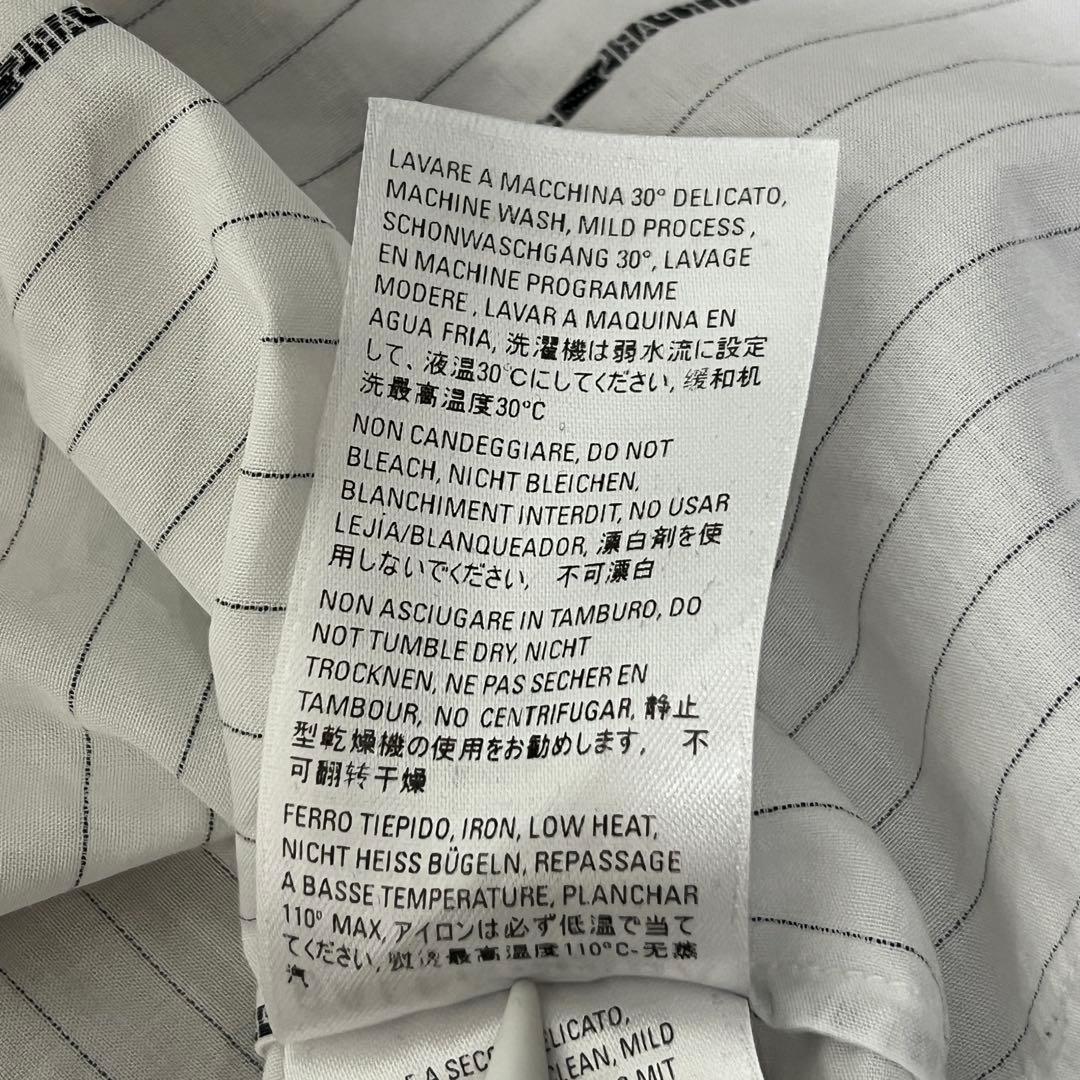 LAVARE A MACCHINA 30° DELICATO,
MACHINE WASH, MILD PROCESS,
SCHONWASCHGANG 30°, LAVAGE
EN MACHINE PROGRAMME
MODERE, LAVAR A MAQUINA EN
AGUA FRIA, 洗濯機は弱水流に設定
して、液温30℃にしてください, 缓和机
洗最高温度30°C
NON CANDEGGIARE, DO NOT
BLEACH, NICHT BLEICHEN,
BLANCHIMENT INTERDIT, NO USAR
LEJÍA/BLANQUEADOR, 漂白剤を使
用しないでください, 不可漂白
NON ASCIUGARE IN TAMBURO, DO
NOT TUMBLE DRY, NICHT
TROCKNEN, NE PAS SECHER EN
TAMBOUR, NO CENTRIFUGAR, 静止
型乾燥機の使用をお勧めします, 不
可翻转干燥
FERRO TIEPIDO, IRON, LOW HEAT,
NICHT HEISS BÜGELN, REPASSAGE
A BASSE TEMPERATURE, PLANCHAR
110° MAX, アイロンは必ず低温で当て
てください, 最高温度110°C-无蒸
汽
DELICATO,
MILD
MIT